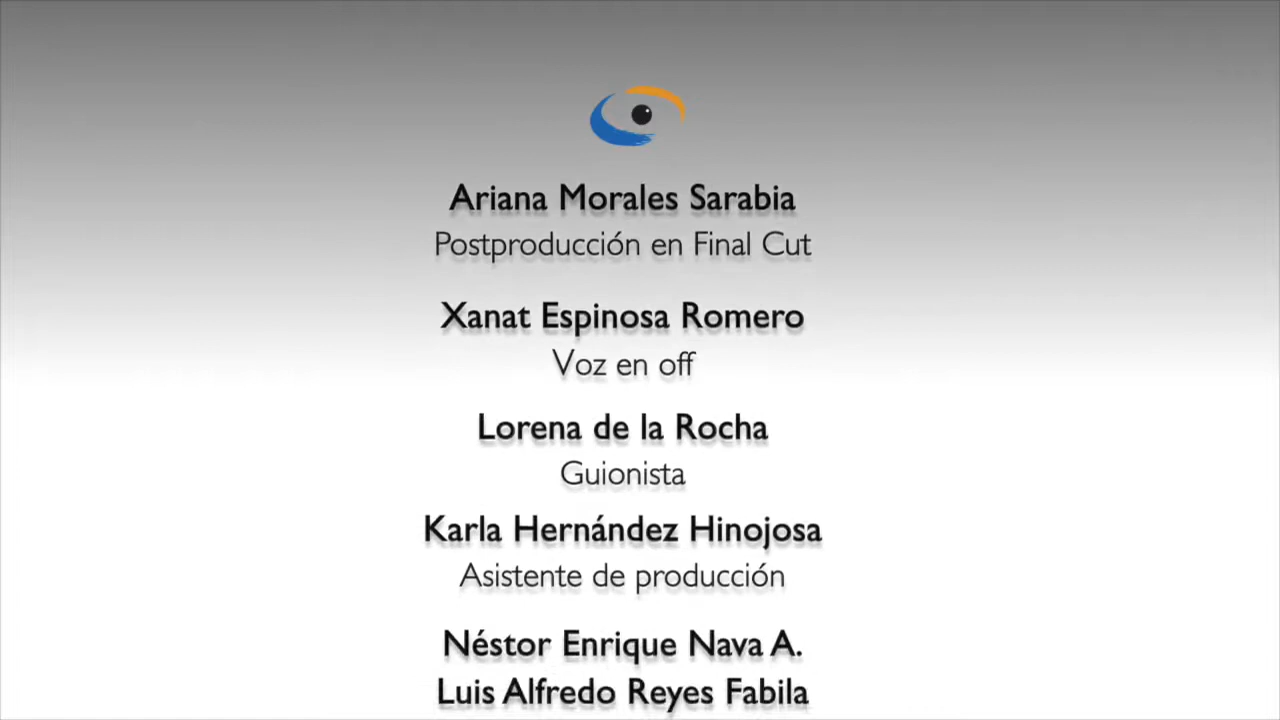 Ariana Morales Sarabia
Postproducción en Final Cut
Xanat Espinosa Romero
Voz en off
Lorena de la Rocha
Guionista
Karla Hernández Hinojosa
Asistente de producción
Néstor Enrique Nava A.
Luis Alfredo Reyes Fabila